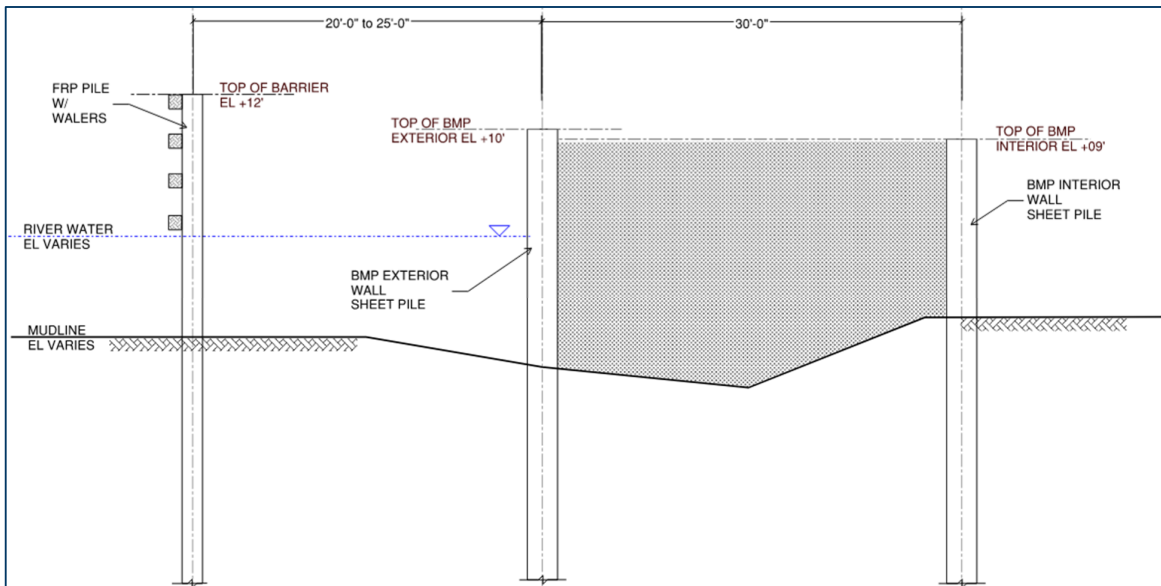 20'-0" to 25'-0"
30'-0"
FRP PILE
W/
WALERS
TOP OF BARRIER
EL +12'
TOP OF BMP
EXTERIOR EL +10'
TOP OF BMP
INTERIOR EL +09'
BMP INTERIOR
WALL
SHEET PILE
RIVER WATER
EL VARIES
BMP EXTERIOR
WALL
SHEET PILE
MUDLINE
EL VARIES